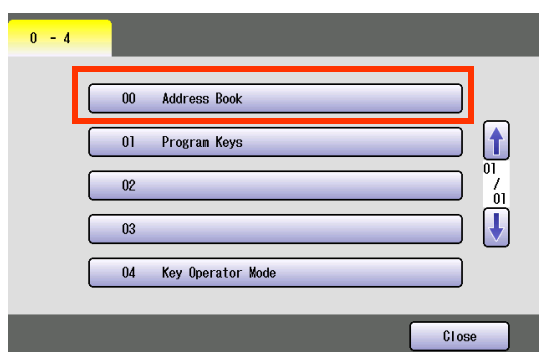 0 - 4
00 Address Book
01 Program Keys
01
/
01
02
03
04 Key Operator Mode
Close